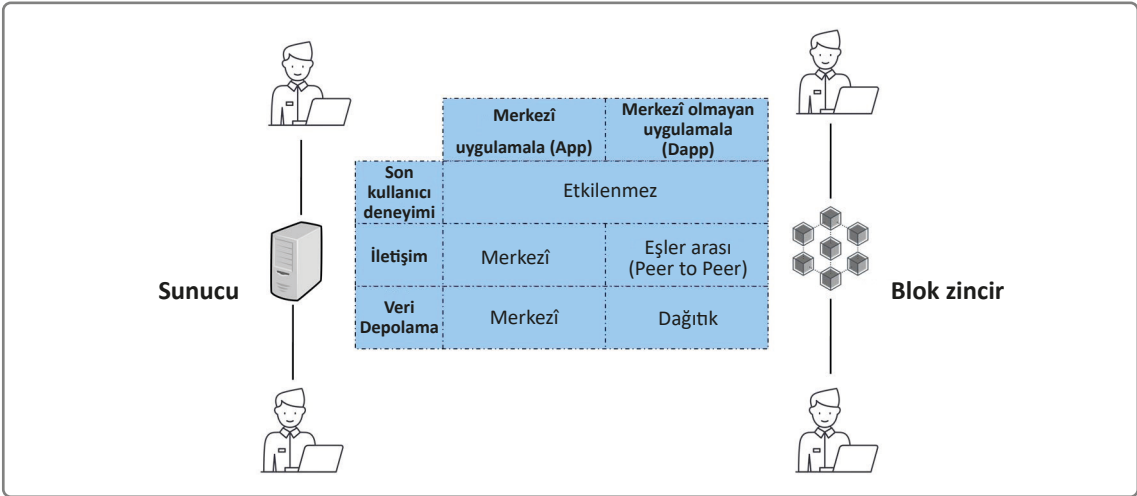 Merkezî
uygulamala (App)
Merkezî olmayan
uygulamala
(Dapp)
Son
kullanıcı
deneyimi
Etkilenmez
İletişim
Merkezî
Eşler arası
(Peer to Peer)
Sunucu
Blok zincir
Veri
Depolama
Merkezî
Dağıtık